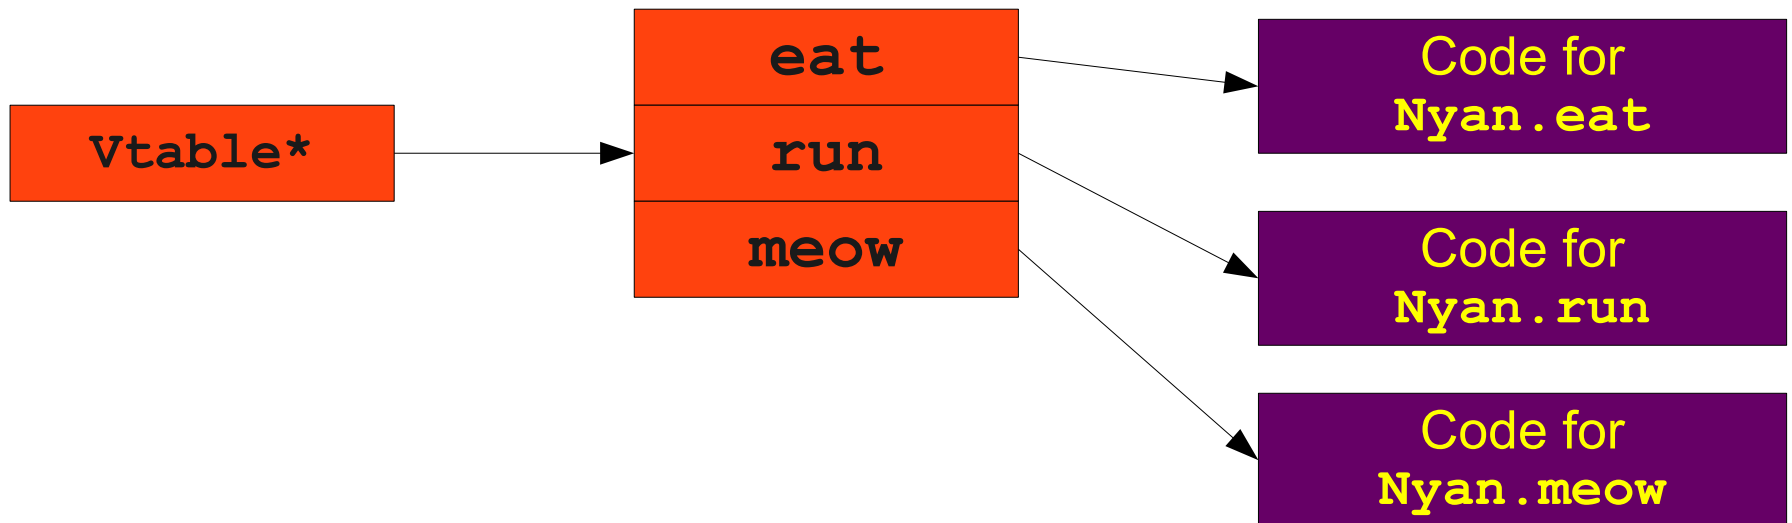 Vtable*
eat
run
meow
Code for
Nyan.eat
Code for
Nyan.run
Code for
Nyan.meow